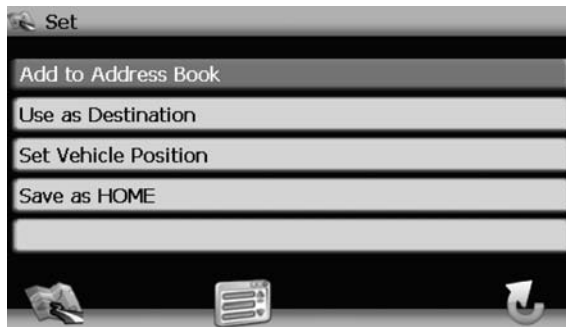 Set
Add to Address Book
Use as Destination
Set Vehicle Position
Save as HOME